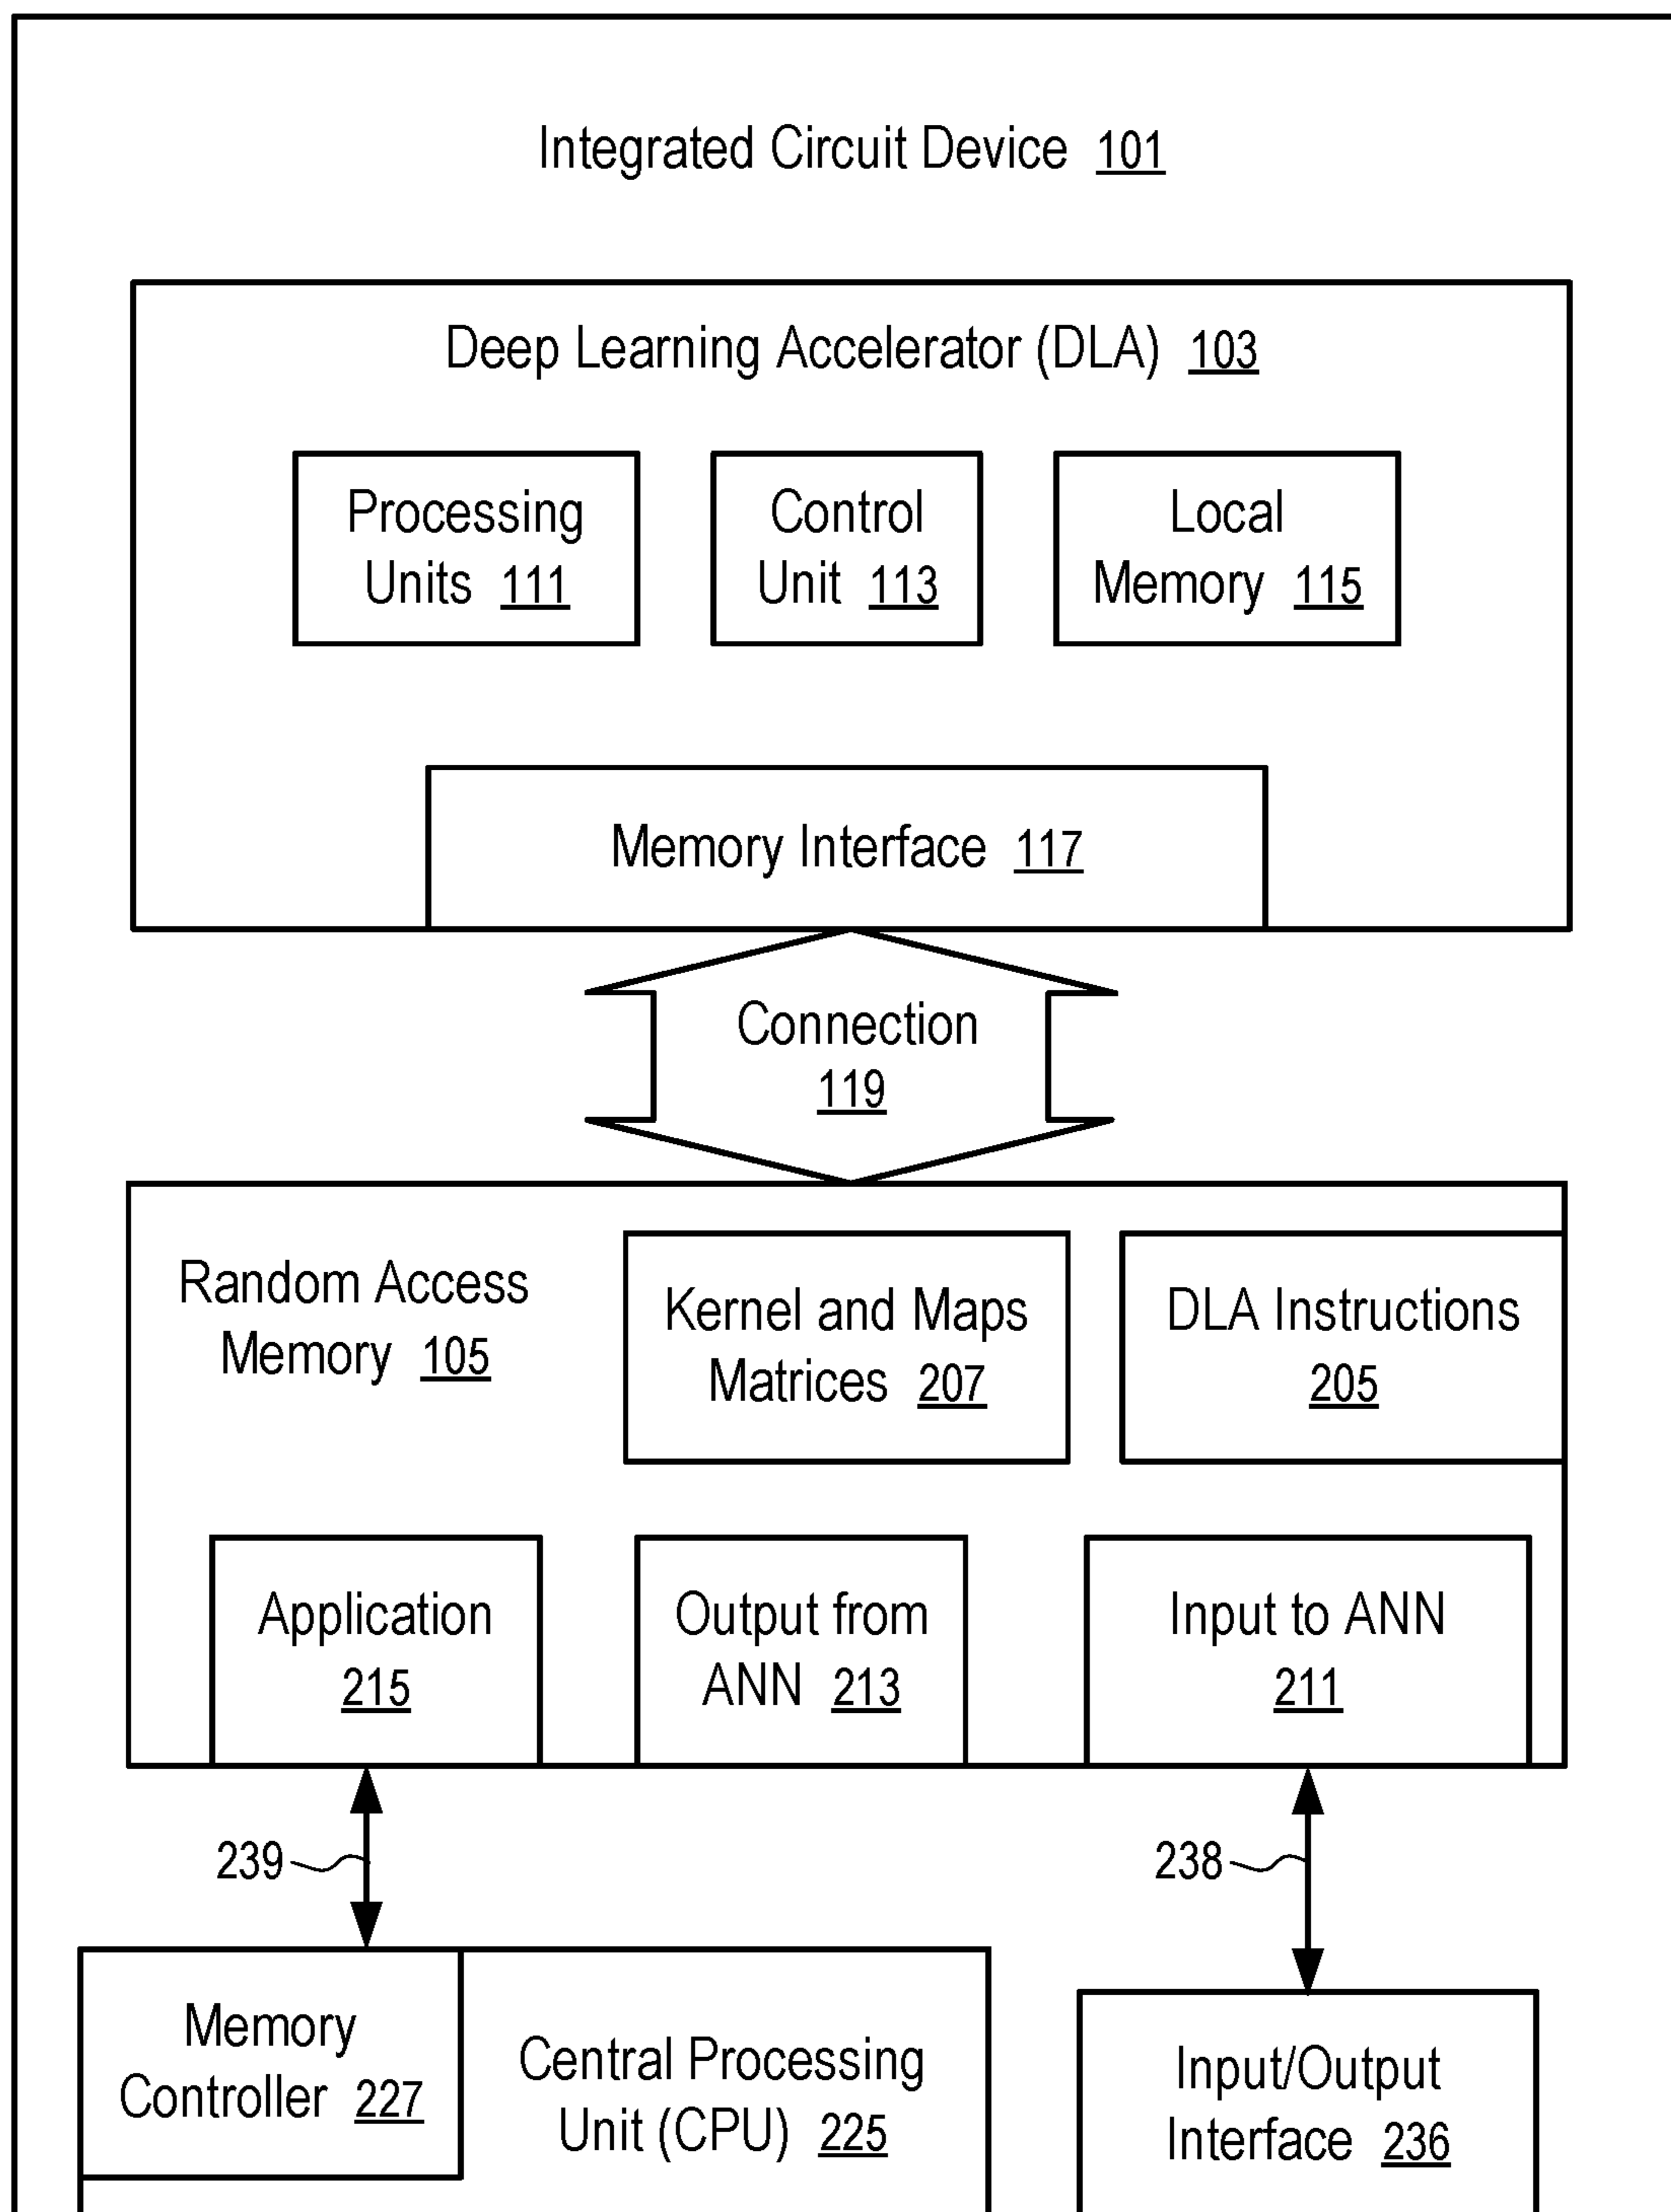 Integrated Circuit Device 101
Deep Learning Accelerator (DLA) 103
Processing
Units 111
Control
Unit 113
Local
Memory 115
Memory Interface 117
Connection
119
Random Access
Memory 105
Kernel and Maps
Matrices 207
DLA Instructions
205
Application
215
Output from
ANN 213
Input to ANN
211
239
238
Memory
Controller 227
Central Processing
Unit (CPU) 225
Input/Output
Interface 236